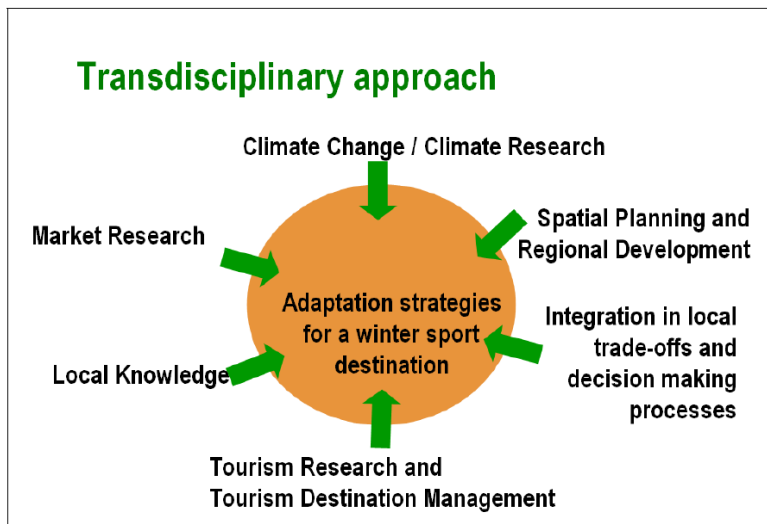 Transdisciplinary approach
Climate Change / Climate Research
Market Research
Spatial Planning and
Regional Development
Adaptation strategies
for a winter sport
destination
Integration in local
trade-offs and
decision making
processes
Local Knowledge
Tourism Research and
Tourism Destination Management